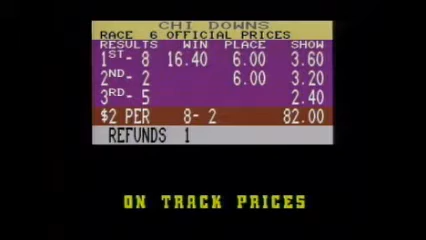 CHI DOWNS
RACE 6 OFFICIAL PRICES
RESULTS WIN PLACE SHOW
1ST- 8 16.40 6.00 3.60
2ND- 2 6.00 3.20
3RD- 5 2.40
$2 PER 8- 2 82.00
REFUNDS 1
ON TRACK PRICES